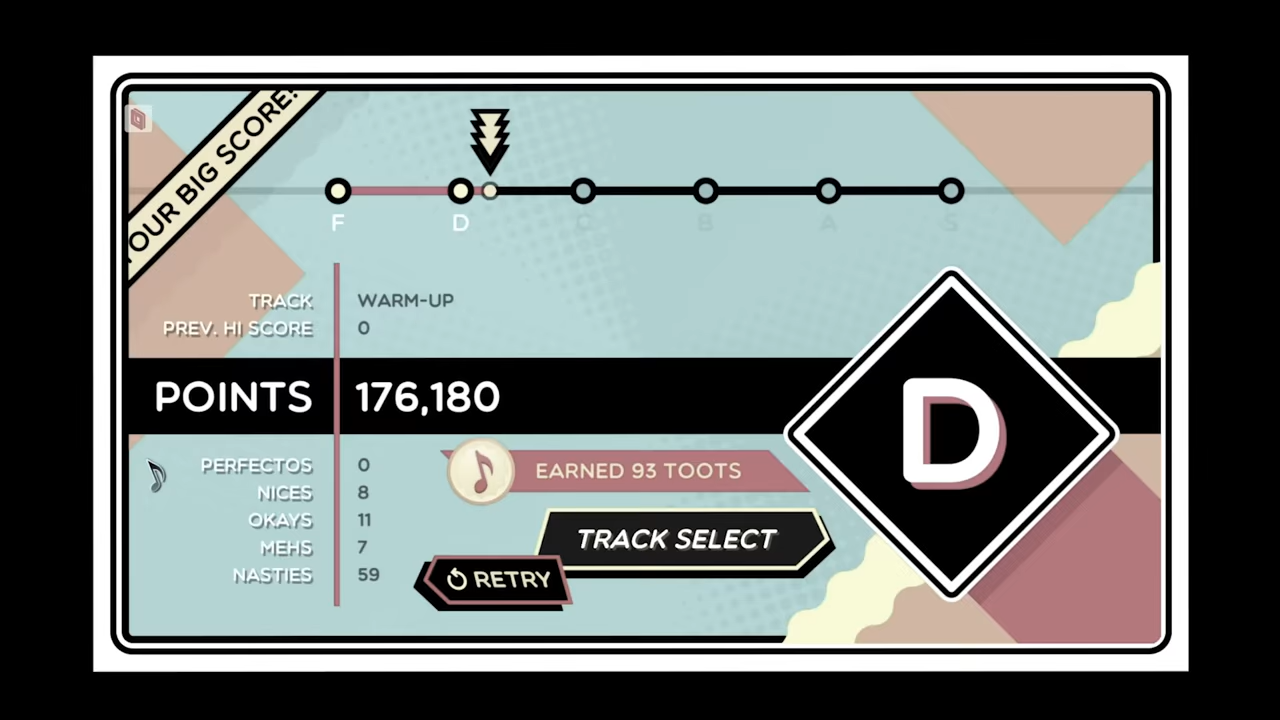 YOUR BIG SCORE!
F D C B A S
TRACK WARM-UP
PREV. HI SCORE 0
POINTS 176,180
D
PERFECTOS 0
NICES 8
OKAYS 11
MEHS 7
NASTIES 59
EARNED 93 TOOTS
TRACK SELECT
RETRY